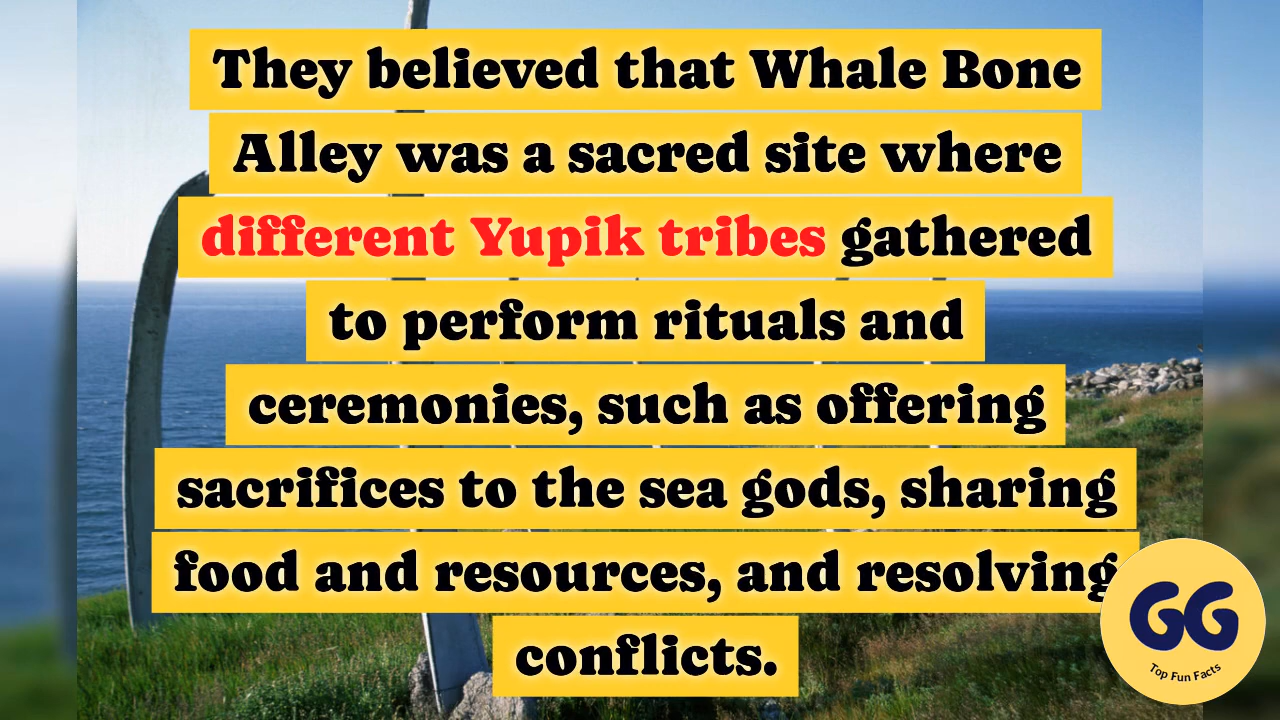 They believed that Whale Bone
Alley was a sacred site where
different Yupik tribes gathered
to perform rituals and
ceremonies, such as offering
sacrifices to the sea gods, sharing
food and resources, and resolving
conflicts.
GG
Top Fun Facts